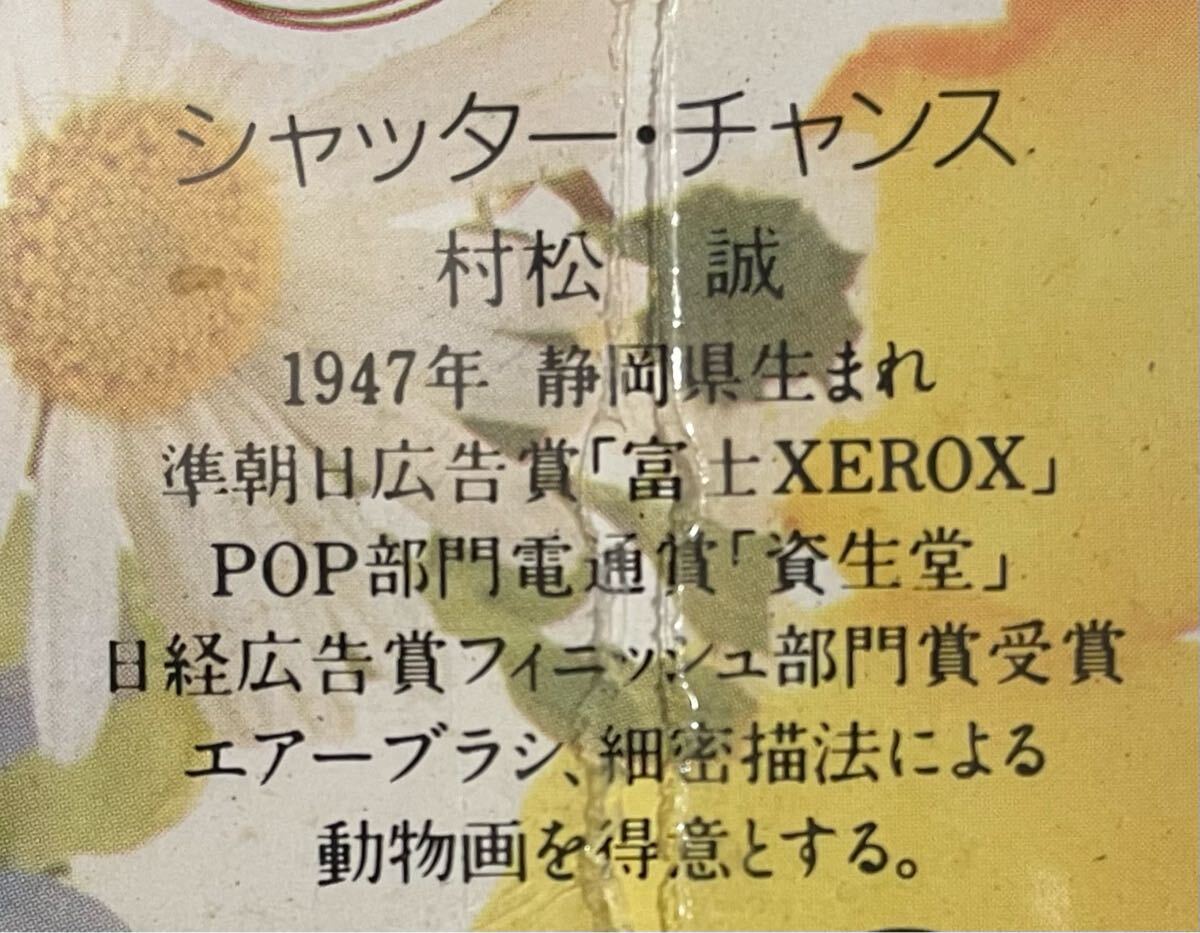 シャッター・チャンス
村松 誠
1947年 静岡県生まれ
準朝日広告賞「富士XEROX」
POP部門電通賞「資生堂」
日経広告賞フィニッシュ部門賞受賞
エアーブラシ、細密描法による
動物画を得意とする。